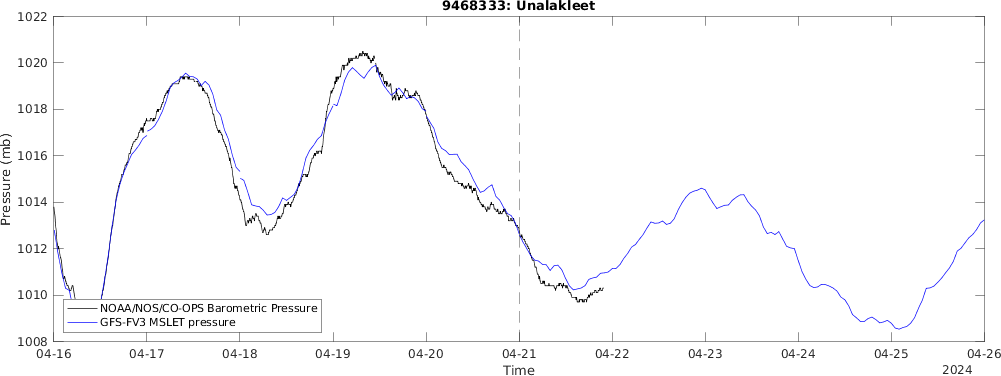 9468333: Unalakleet
Pressure (mb)
1022
1020
1018
1016
1014
1012
1010
1008
NOAA/NOS/CO-OPS Barometric Pressure
GFS-FV3 MSLET pressure
04-16 04-17 04-18 04-19 04-20 04-21 04-22 04-23 04-24 04-25 04-26
Time
2024